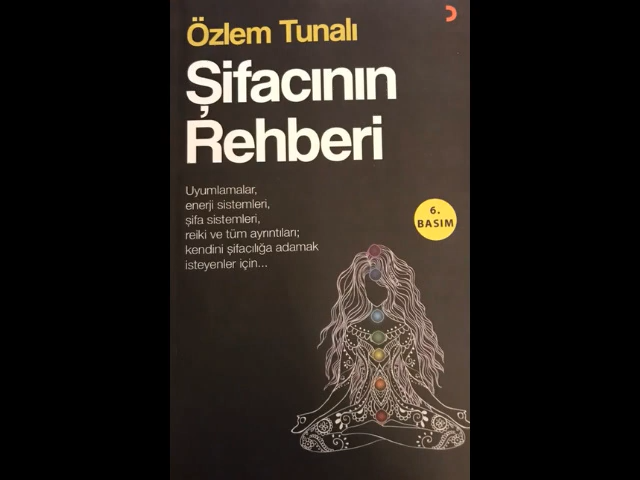 Özlem Tunalı
Şifacının
Rehberi
Uyumlamalar,
enerji sistemleri,
şifa sistemleri,
reiki ve tüm ayrıntıları;
kendini şifacılığa adamak
isteyenler için...
6.
BASIM